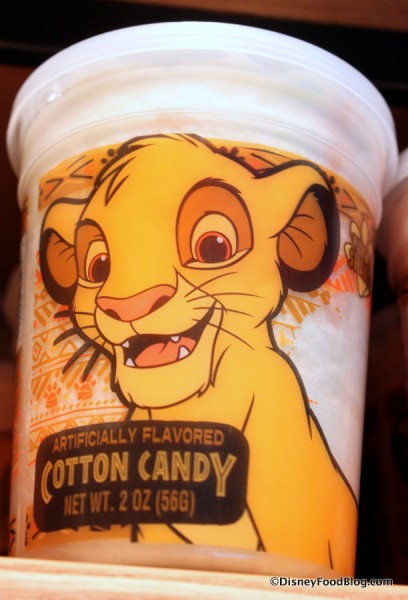 ARTIFICIALLY FLAVORED
COTTON CANDY
NET WT. 2 OZ (56G)
©DisneyFoodBlog.com